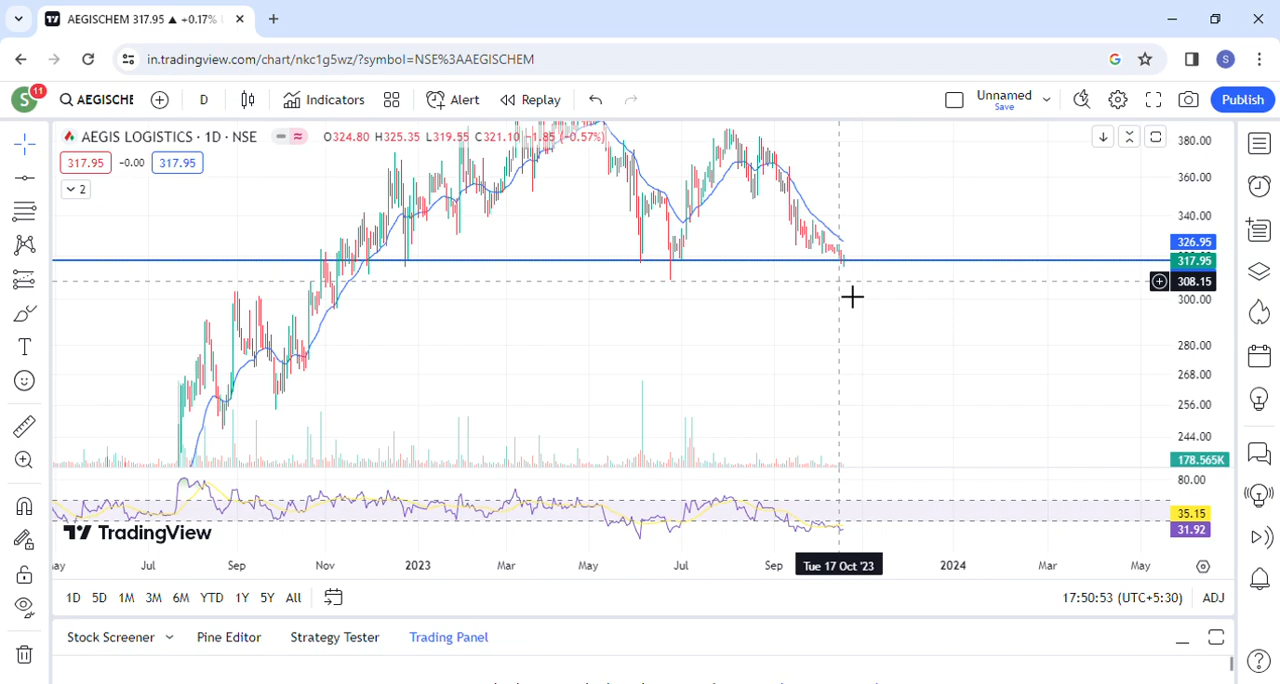 AEGISCHEM 317.95 ▲ +0.17%
in.tradingview.com/chart/nkc1g5wz/?symbol=NSE%3AAEGISCHEM
S
S
11
AEGISCHE
D
Indicators
Alert
Replay
Unnamed
Save
Publish
AEGIS LOGISTICS · 1D · NSE
O324.80 H325.35 L319.55 C321.10 -1.85 (-0.57%)
317.95
-0.00
317.95
2
380.00
360.00
340.00
326.95
317.95
308.15
300.00
280.00
268.00
256.00
244.00
178.565K
80.00
35.15
31.92
TradingView
Jul
Sep
Nov
2023
Mar
May
Jul
Sep
Tue 17 Oct '23
2024
Mar
May
1D
5D
1M
3M
6M
YTD
1Y
5Y
All
17:50:53 (UTC+5:30)
ADJ
Stock Screener
Pine Editor
Strategy Tester
Trading Panel